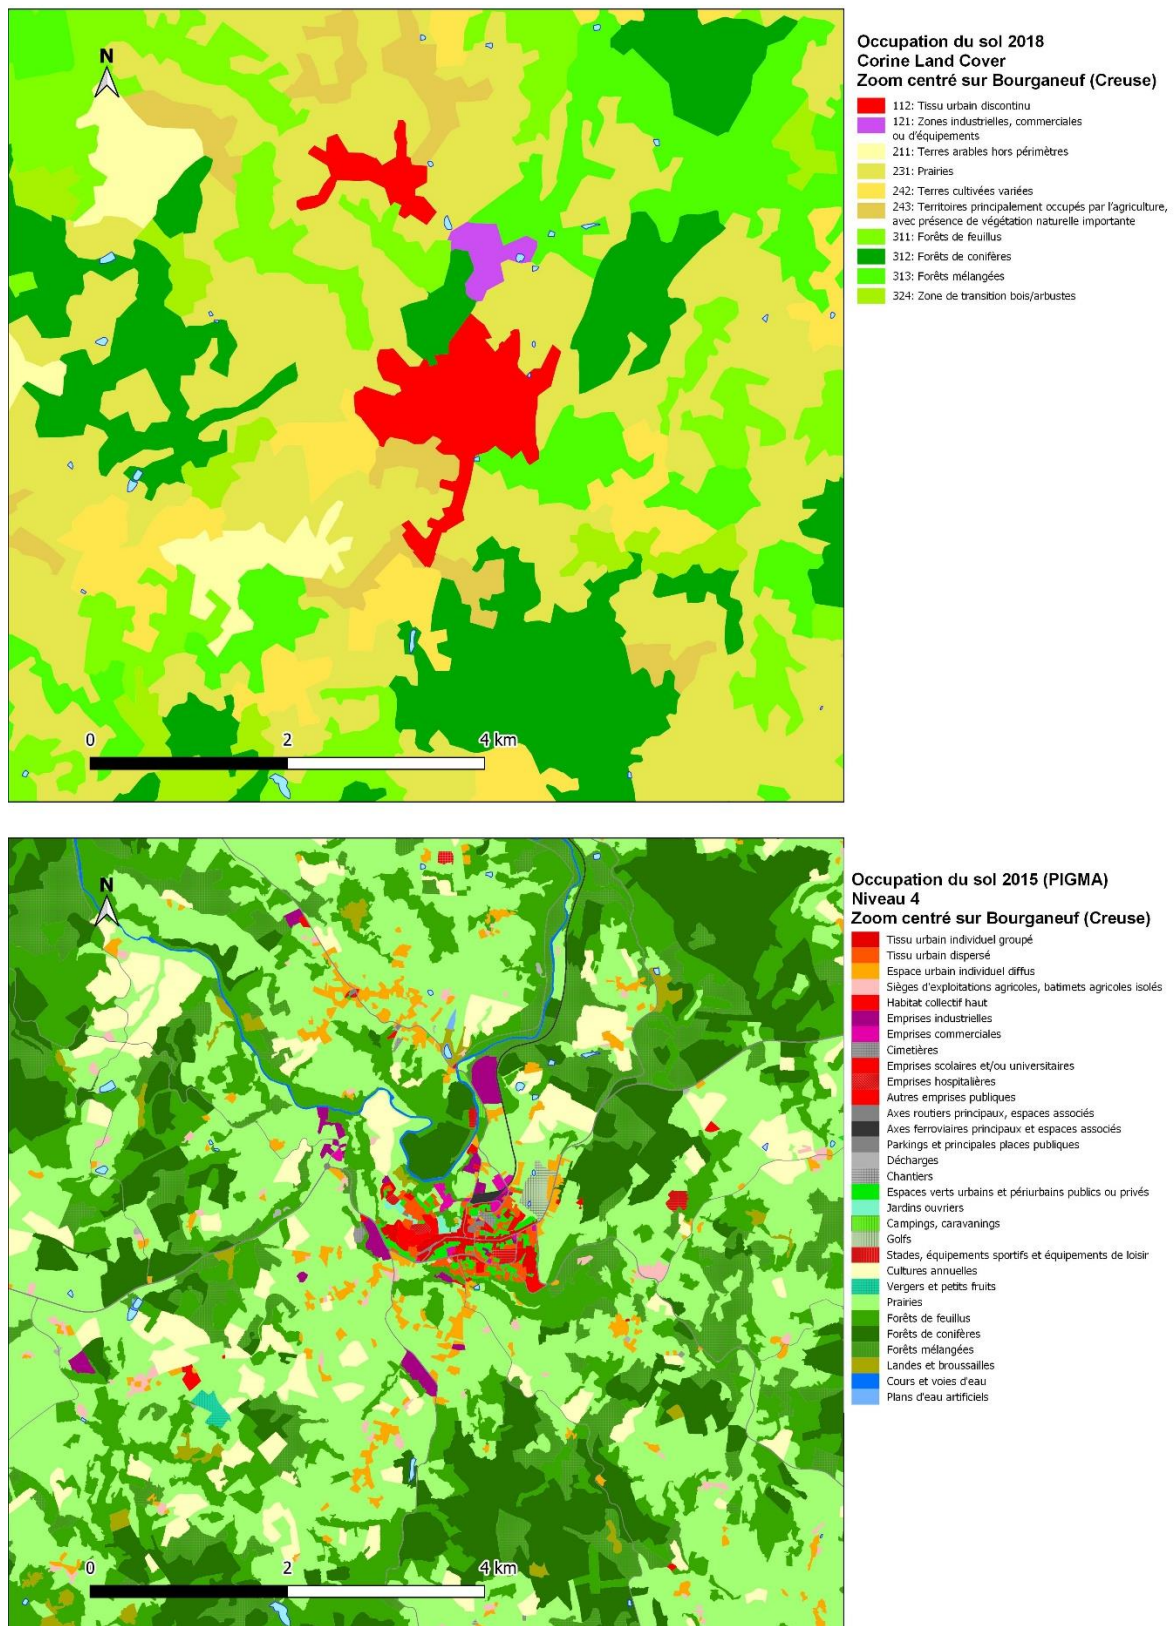 Occupation du sol 2018
Corine Land Cover
Zoom centré sur Bourganeuf (Creuse)
112: Tissu urbain discontinu
121: Zones industrielles, commerciales
ou d'équipements
211: Terres arables hors périmètres
231: Prairies
242: Terres cultivées variées
243: Territoires principalement occupés par l'agriculture,
avec présence de végétation naturelle importante
311: Forêts de feuillus
312: Forêts de conifères
313: Forêts mélangées
324: Zone de transition bois/arbustes
N
0 2 4 km
Occupation du sol 2015 (PIGMA)
Niveau 4
Zoom centré sur Bourganeuf (Creuse)
Tissu urbain individuel groupé
Tissu urbain dispersé
Espace urbain individuel diffus
Sièges d'exploitations agricoles, batimets agricoles isolés
Habitat collectif haut
Emprises industrielles
Emprises commerciales
Cimetières
Emprises scolaires et/ou universitaires
Emprises hospitalières
Autres emprises publiques
Axes routiers principaux, espaces associés
Axes ferroviaires principaux et espaces associés
Parkings et principales places publiques
Décharges
Chantiers
Espaces verts urbains et périurbains publics ou privés
Jardins ouvriers
Campings, caravanings
Golfs
Stades, équipements sportifs et équipements de loisir
Cultures annuelles
Vergers et petits fruits
Prairies
Forêts de feuillus
Forêts de conifères
Forêts mélangées
Landes et broussailles
Cours et voies d'eau
Plans d'eau artificiels
N
0 2 4 km